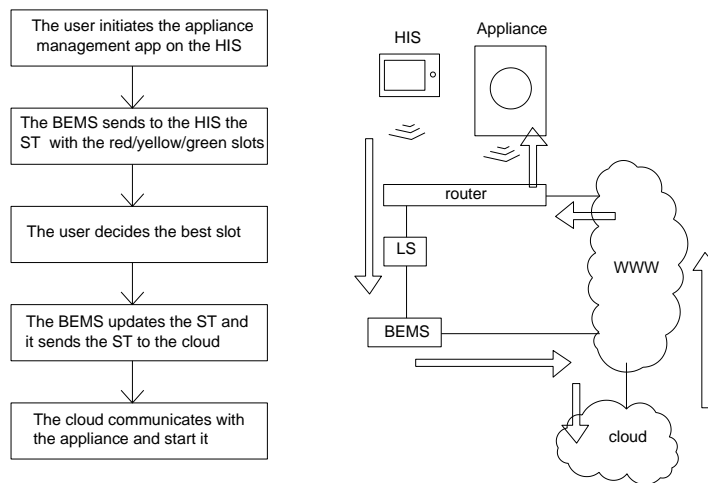 The user initiates the appliance
management app on the HIS
The BEMS sends to the HIS the
ST with the red/yellow/green slots
The user decides the best slot
The BEMS updates the ST and
it sends the ST to the cloud
The cloud communicates with
the appliance and start it
HIS
Appliance
router
LS
WWW
BEMS
cloud